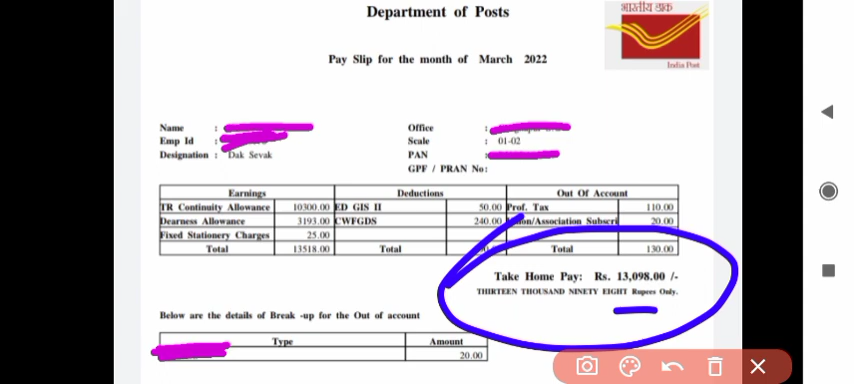 Department of Posts
भारतीय डाक
India Post
Pay Slip for the month of March 2022
Name :
Office :
Emp Id :
Scale : 01-02
Designation : Dak Sevak
PAN :
GPF / PRAN No:
Earnings Deductions Out Of Account
TR Continuity Allowance 10300.00 ED GIS II 50.00 Prof. Tax 110.00
Dearness Allowance 3193.00 CWFGDS 240.00 /Association Subscri 20.00
Fixed Stationery Charges 25.00
Total 13518.00 Total Total 130.00
Take Home Pay: Rs. 13,098.00 /-
THIRTEEN THOUSAND NINETY EIGHT Rupees Only.
Below are the details of Break -up for the Out of account
Type Amount
20.00